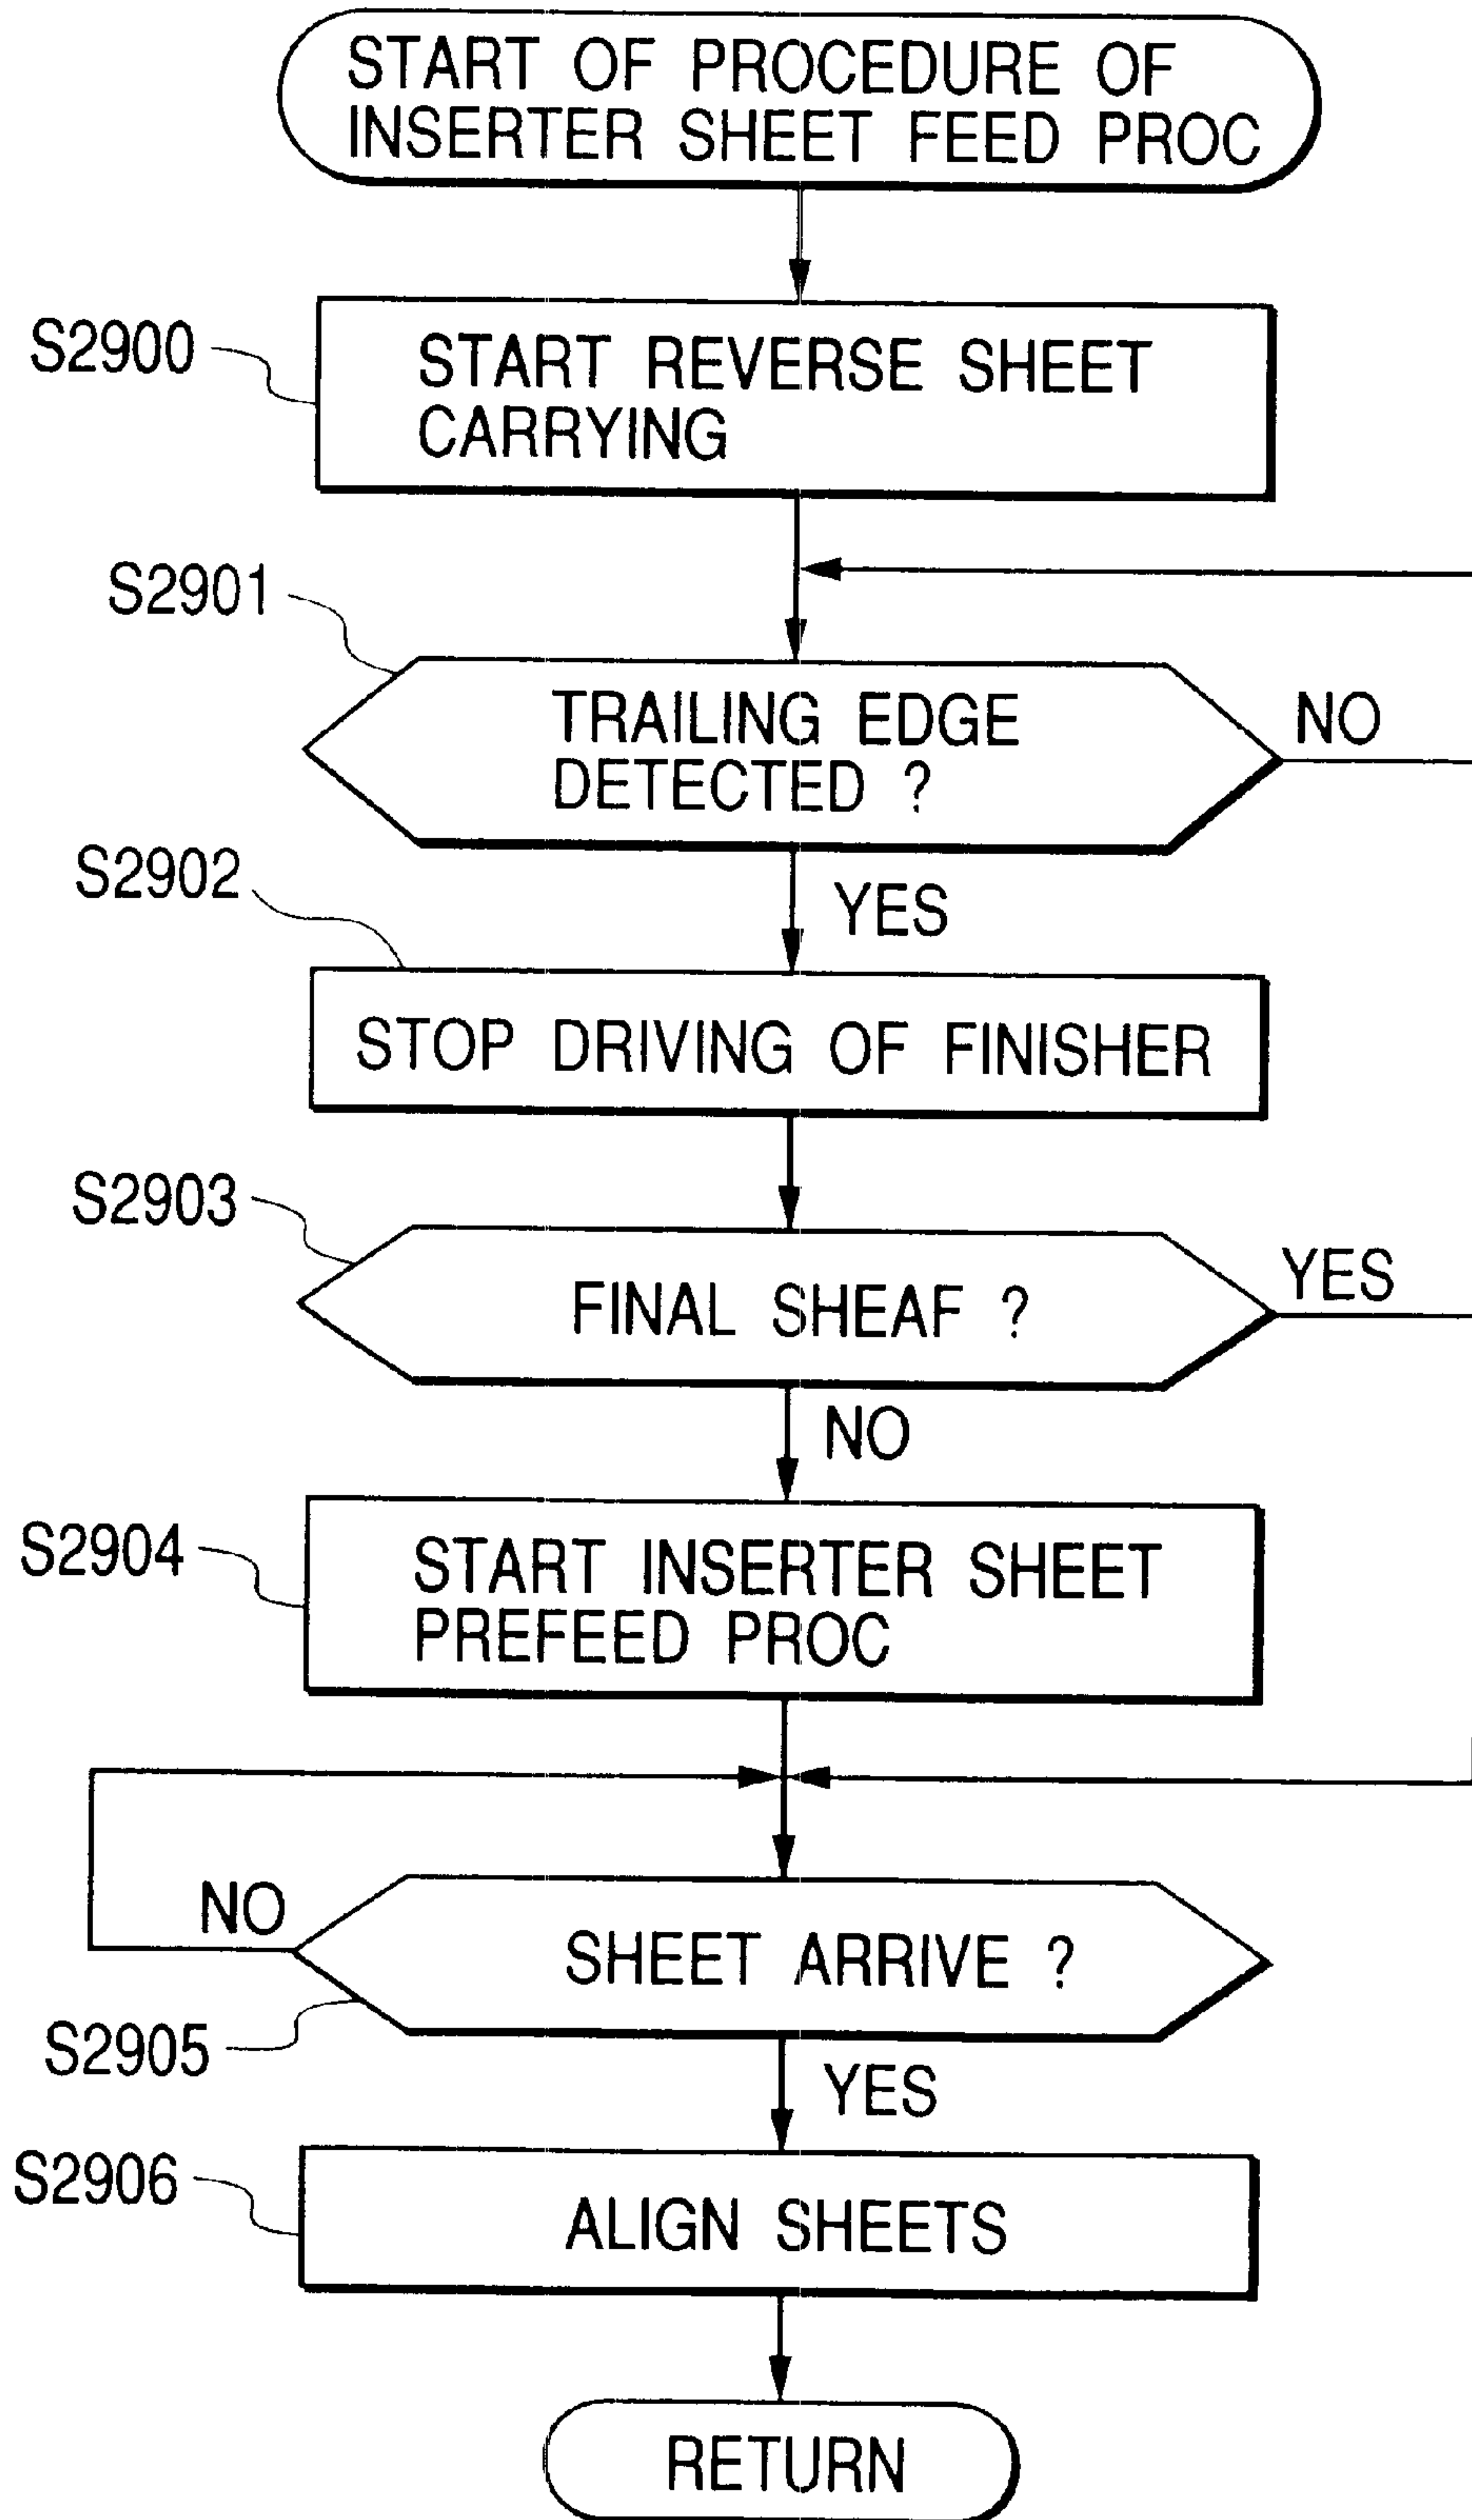 START OF PROCEDURE OF
INSERTER SHEET FEED PROC
S2900
START REVERSE SHEET
CARRYING
S2901
TRAILING EDGE
DETECTED ?
NO
S2902
YES
STOP DRIVING OF FINISHER
S2903
FINAL SHEAF ?
YES
NO
S2904
START INSERTER SHEET
PREFEED PROC
NO
SHEET ARRIVE ?
S2905
YES
S2906
ALIGN SHEETS
RETURN